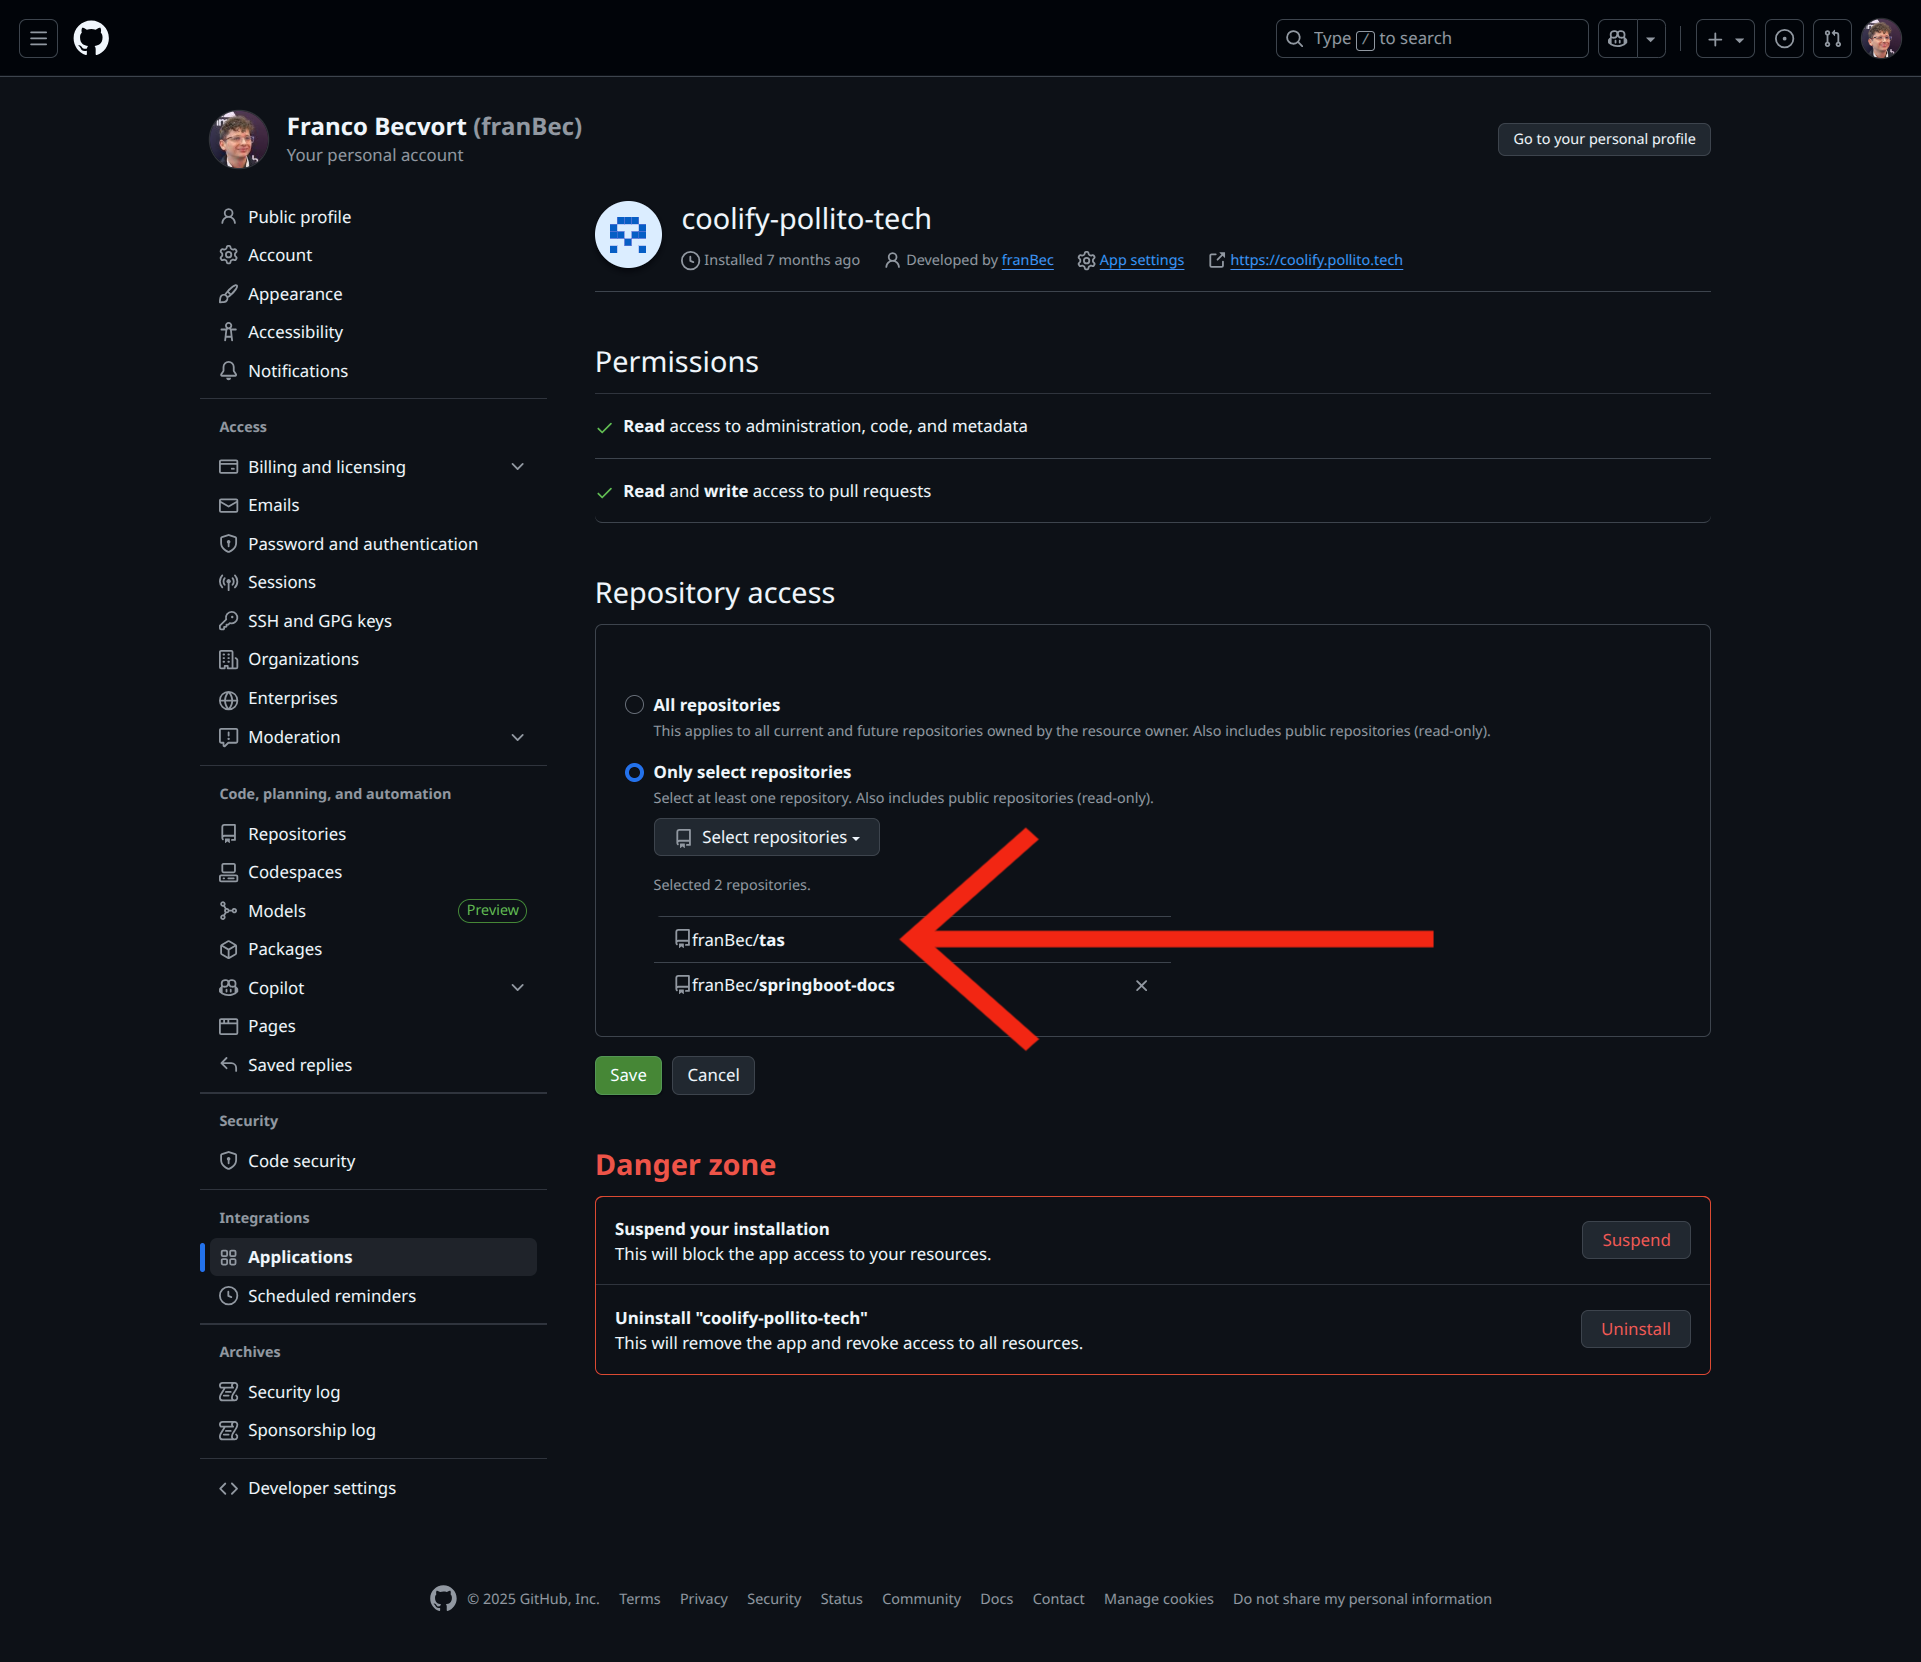 Type / to search
Franco Becvort (franBec)
Your personal account
Go to your personal profile
Public profile
Account
Appearance
Accessibility
Notifications
Access
Billing and licensing
Emails
Password and authentication
Sessions
SSH and GPG keys
Organizations
Enterprises
Moderation
Code, planning, and automation
Repositories
Codespaces
Models Preview
Packages
Copilot
Pages
Saved replies
Security
Code security
Integrations
Applications
Scheduled reminders
Archives
Security log
Sponsorship log
Developer settings
coolify-pollito-tech
Installed 7 months ago Developed by franBec App settings https://coolify.pollito.tech
Permissions
Read access to administration, code, and metadata
Read and write access to pull requests
Repository access
All repositories
This applies to all current and future repositories owned by the resource owner. Also includes public repositories (read-only).
Only select repositories
Select at least one repository. Also includes public repositories (read-only).
Select repositories
Selected 2 repositories.
franBec/tas
franBec/springboot-docs
Save Cancel
Danger zone
Suspend your installation
This will block the app access to your resources.
Suspend
Uninstall "coolify-pollito-tech"
This will remove the app and revoke access to all resources.
Uninstall
© 2025 GitHub, Inc. Terms Privacy Security Status Community Docs Contact Manage cookies Do not share my personal information